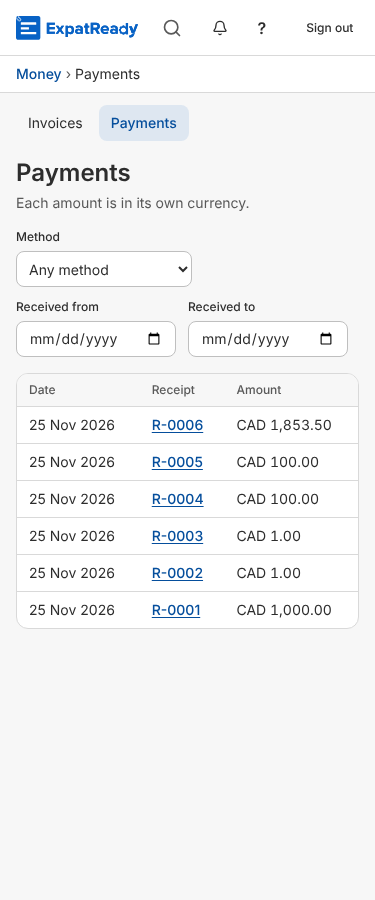 ExpatReady ? Sign out
Money › Payments
Invoices Payments
Payments
Each amount is in its own currency.
Method
Any method
Received from Received to
mm/dd/yyyy mm/dd/yyyy
Date Receipt Amount
25 Nov 2026 R-0006 CAD 1,853.50
25 Nov 2026 R-0005 CAD 100.00
25 Nov 2026 R-0004 CAD 100.00
25 Nov 2026 R-0003 CAD 1.00
25 Nov 2026 R-0002 CAD 1.00
25 Nov 2026 R-0001 CAD 1,000.00